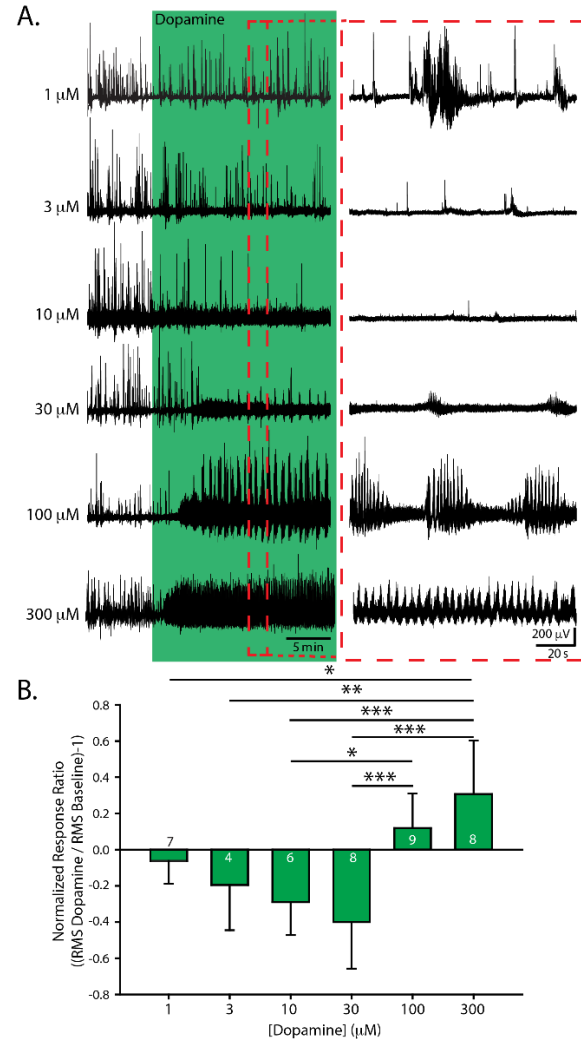 A.
Dopamine
1 μM
3 μM
10 μM
30 μM
100 μM
300 μM
5 min
200 μV
20 s
B.
*
**
***
***
*
***
Normalized Response Ratio
((RMS Dopamine / RMS Baseline)-1)
0.8
0.6
0.4
0.2
0.0
-0.2
-0.4
-0.6
-0.8
7
4
6
8
9
8
1
3
10
30
100
300
[Dopamine] (μM)